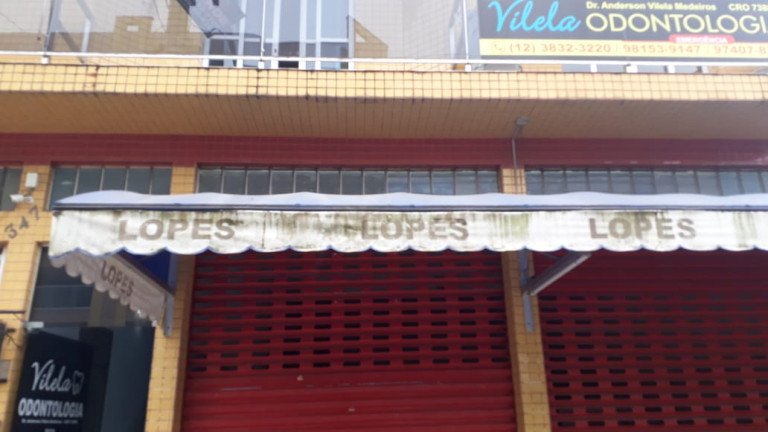 Vilela
Dr. Anderson Vilela Medeiros CRO 738
ODONTOLOGI
EMERGÊNCIA
(12) 3832-3220 / 98153-9147 / 97407-8
347
LOPES LOPES LOPES
LOPES
Vilela
ODONTOLOGIA